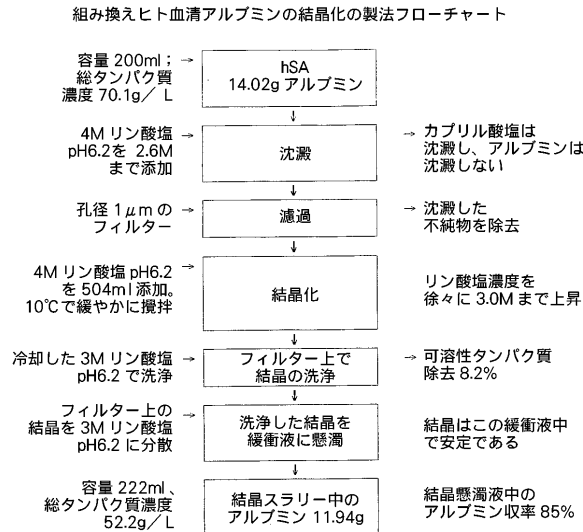 組み換えヒト血清アルブミンの結晶化の製法フローチャート
容量 200ml；
総タンパク質
濃度 70.1g／ L
hSA
14.02g アルブミン
4M リン酸塩
pH6.2を 2.6M
まで添加
沈澱
カプリル酸塩は
沈澱し、アルブミンは
沈澱しない
孔径 1μm の
フィルター
濾過
沈澱した
不純物を除去
4M リン酸塩 pH6.2
を 504ml 添加。
10℃で緩やかに攪拌
結晶化
リン酸塩濃度を
徐々に 3.0M まで上昇
冷却した 3M リン酸塩
pH6.2 で洗浄
フィルター上で
結晶の洗浄
可溶性タンパク質
除去 8.2%
フィルター上の
結晶を 3M リン酸塩
pH6.2 に分散
洗浄した結晶を
緩衝液に懸濁
結晶はこの緩衝液中
で安定である
容量 222ml、
総タンパク質濃度
52.2g／L
結晶スラリー中の
アルブミン 11.94g
結晶懸濁液中の
アルブミン収率 85%